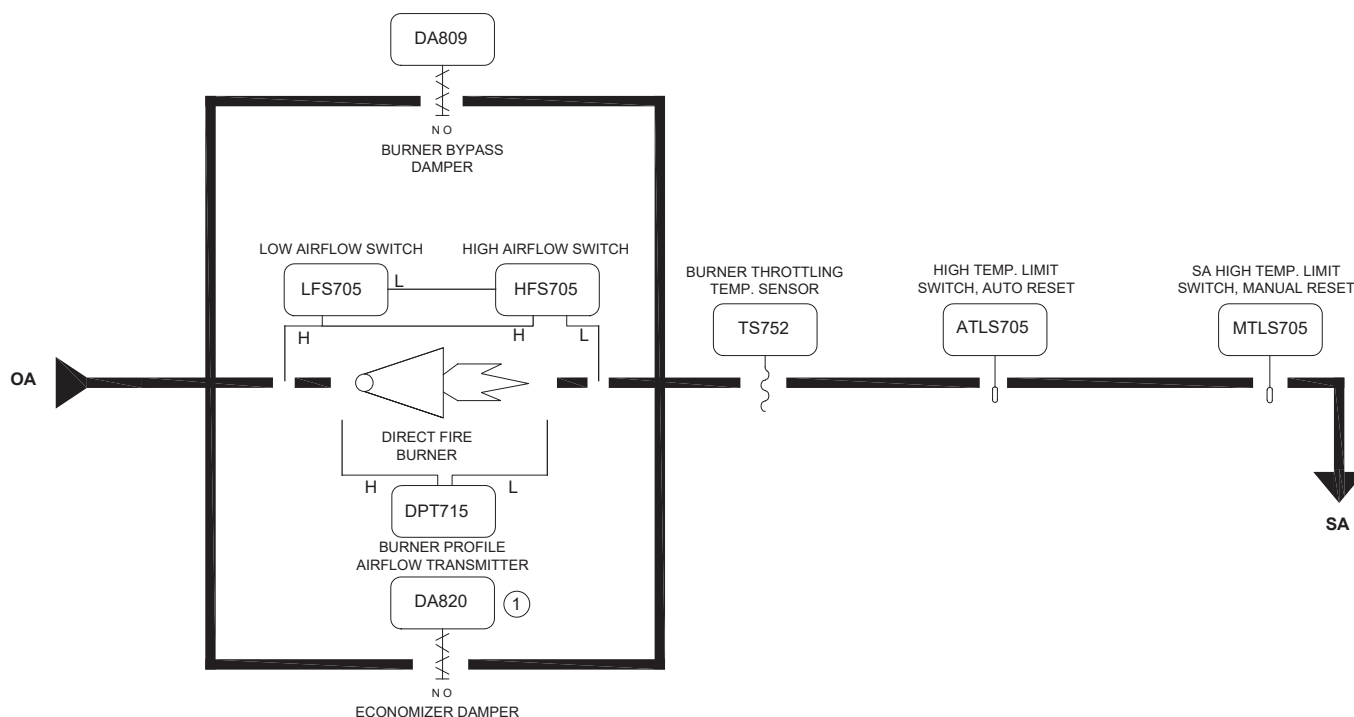 DA809
N O
BURNER BYPASS
DAMPER
LOW AIRFLOW SWITCH
HIGH AIRFLOW SWITCH
LFS705
L
HFS705
H
H
L
BURNER THROTTLING
TEMP. SENSOR
TS752
HIGH TEMP. LIMIT
SWITCH, AUTO RESET
ATLS705
SA HIGH TEMP. LIMIT
SWITCH, MANUAL RESET
MTLS705
OA
DIRECT FIRE
BURNER
H
L
DPT715
BURNER PROFILE
AIRFLOW TRANSMITTER
DA820
1
N O
ECONOMIZER DAMPER
SA